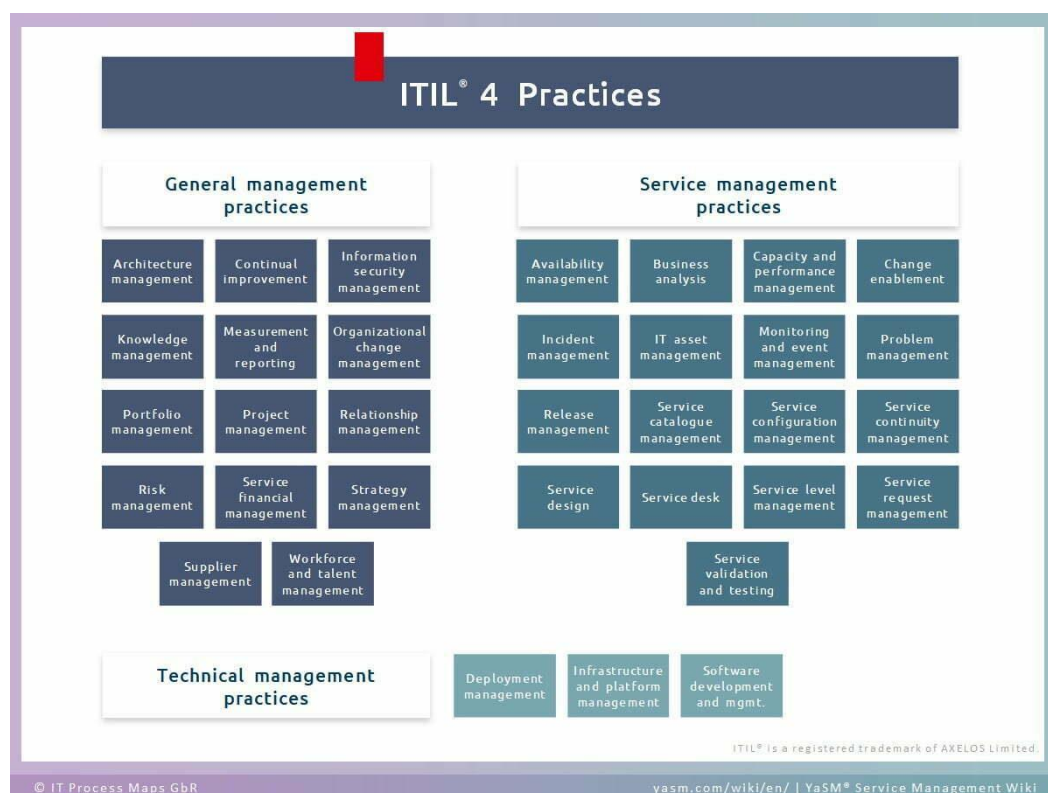 ITIL® 4 Practices
General management
practices
Architecture
management
Continual
improvement
Information
security
management
Knowledge
management
Measurement
and
reporting
Organizational
change
management
Portfolio
management
Project
management
Relationship
management
Risk
management
Service
financial
management
Strategy
management
Supplier
management
Workforce
and talent
management
Service management
practices
Availability
management
Business
analysis
Capacity and
performance
management
Change
enablement
Incident
management
IT asset
management
Monitoring
and event
management
Problem
management
Release
management
Service
catalogue
management
Service
configuration
management
Service
continuity
management
Service
design
Service desk
Service level
management
Service
request
management
Service
validation
and testing
Technical management
practices
Deployment
management
Infrastructure
and platform
management
Software
development
and mgmt.
ITIL® is a registered trademark of AXELOS Limited.
© IT Process Maps GbR
yasm.com/wiki/en/ | YaSM® Service Management Wiki